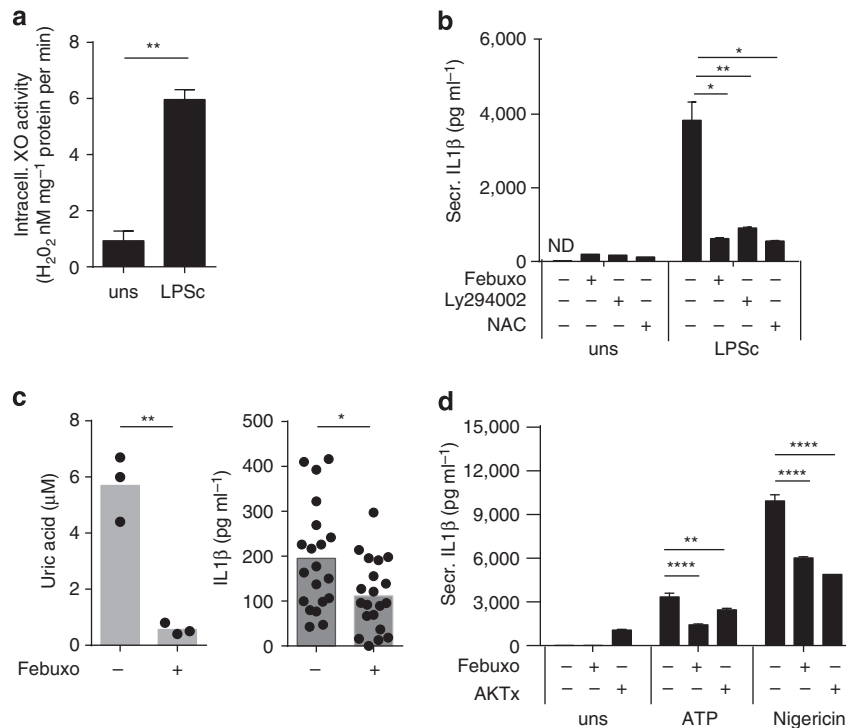 a
Intracell. XO activity
(H₂0₂ nM mg⁻¹ protein per min)
8
6
4
2
0
**
uns LPSc
b
Secr. IL1β (pg ml⁻¹)
6,000
4,000
2,000
0
*
**
*
ND
Febuxo – + – – – + – –
Ly294002 – – + – – – + –
NAC – – – + – – – +
uns LPSc
c
Uric acid (μM)
8
6
4
2
0
**
Febuxo – +
IL1β (pg ml⁻¹)
500
400
300
200
100
0
*
– +
d
Secr. IL1β (pg ml⁻¹)
15,000
12,000
9,000
6,000
3,000
0
**
****
****
****
Febuxo – + – – + – – + –
AKTx – – + – – + – – +
uns ATP Nigericin